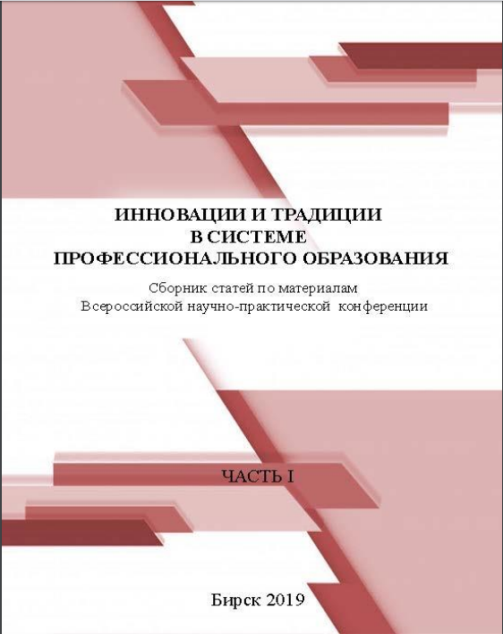 ИННОВАЦИИ И ТРАДИЦИИ
В СИСТЕМЕ
ПРОФЕССИОНАЛЬНОГО ОБРАЗОВАНИЯ
Сборник статей по материалам
Всероссийской научно-практической конференции
ЧАСТЬ I
Бирск 2019